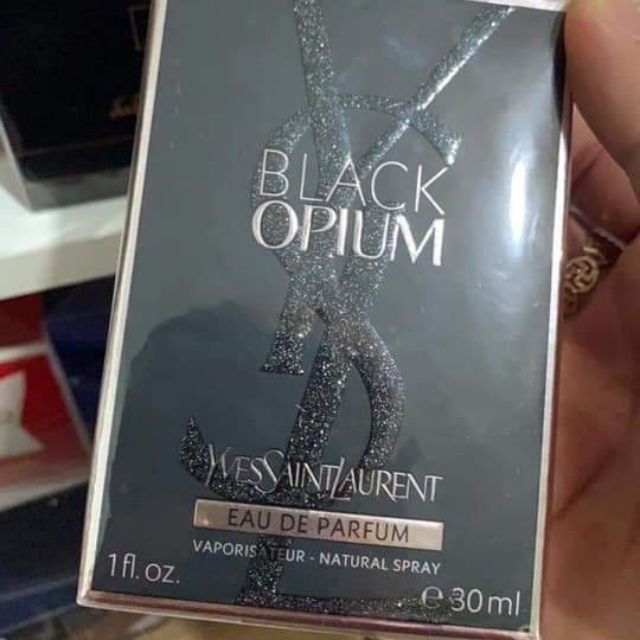 BLACK
OPIUM
YVESSAINTLAURENT
EAU DE PARFUM
VAPORISATEUR - NATURAL SPRAY
1 fl. oz.
℮ 30 ml